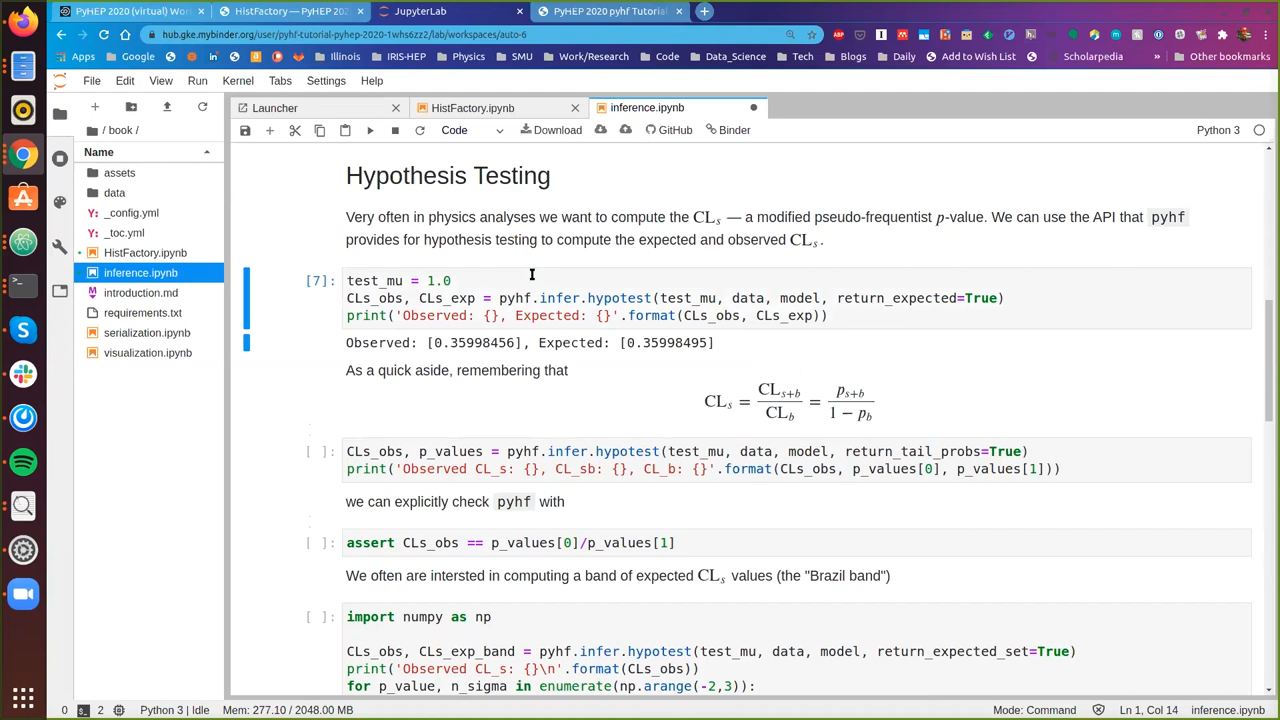 PyHEP 2020 (virtual) Wor
HistFactory — PyHEP 202
JupyterLab
PyHEP 2020 pyhf Tutorial
hub.gke.mybinder.org/user/pyhf-tutorial-pyhep-2020-1whs6zz2/lab/workspaces/auto-6
Apps
Google
Illinois
IRIS-HEP
Physics
SMU
Work/Research
Code
Data_Science
Tech
Blogs
Daily
Add to Wish List
Scholarpedia
»
Other bookmarks
File Edit View Run Kernel Tabs Settings Help
Launcher
HistFactory.ipynb
inference.ipynb
/ book /
Code
Download
GitHub
Binder
Python 3
Name
assets
data
_config.yml
_toc.yml
HistFactory.ipynb
inference.ipynb
introduction.md
requirements.txt
serialization.ipynb
visualization.ipynb
Hypothesis Testing
Very often in physics analyses we want to compute the CLs — a modified pseudo-frequentist p-value. We can use the API that pyhf
provides for hypothesis testing to compute the expected and observed CLs.
[7]: test_mu = 1.0
CLs_obs, CLs_exp = pyhf.infer.hypotest(test_mu, data, model, return_expected=True)
print('Observed: {}, Expected: {}'.format(CLs_obs, CLs_exp))
Observed: [0.35998456], Expected: [0.35998495]
As a quick aside, remembering that
CLs = CLs+b / CLb = ps+b / 1 − pb
[ ]: CLs_obs, p_values = pyhf.infer.hypotest(test_mu, data, model, return_tail_probs=True)
print('Observed CL_s: {}, CL_sb: {}, CL_b: {}'.format(CLs_obs, p_values[0], p_values[1]))
we can explicitly check pyhf with
[ ]: assert CLs_obs == p_values[0]/p_values[1]
We often are intersted in computing a band of expected CLs values (the "Brazil band")
[ ]: import numpy as np
CLs_obs, CLs_exp_band = pyhf.infer.hypotest(test_mu, data, model, return_expected_set=True)
print('Observed CL_s: {}\n'.format(CLs_obs))
for p_value, n_sigma in enumerate(np.arange(-2,3)):
0
2
Python 3 | Idle
Mem: 277.10 / 2048.00 MB
Mode: Command
Ln 1, Col 14
inference.ipynb